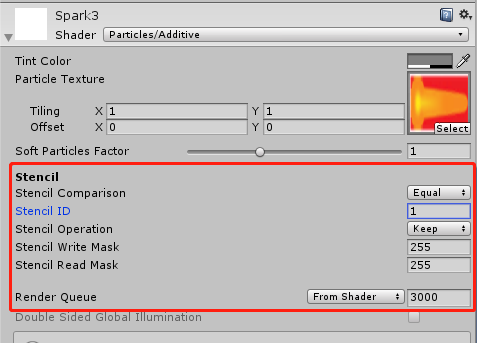 Spark3
Shader Particles/Additive
Tint Color
Particle Texture
Tiling X 1 Y 1
Offset X 0 Y 0
Select
Soft Particles Factor 1
Stencil
Stencil Comparison Equal
Stencil ID 1
Stencil Operation Keep
Stencil Write Mask 255
Stencil Read Mask 255
Render Queue From Shader 3000
Double Sided Global Illumination